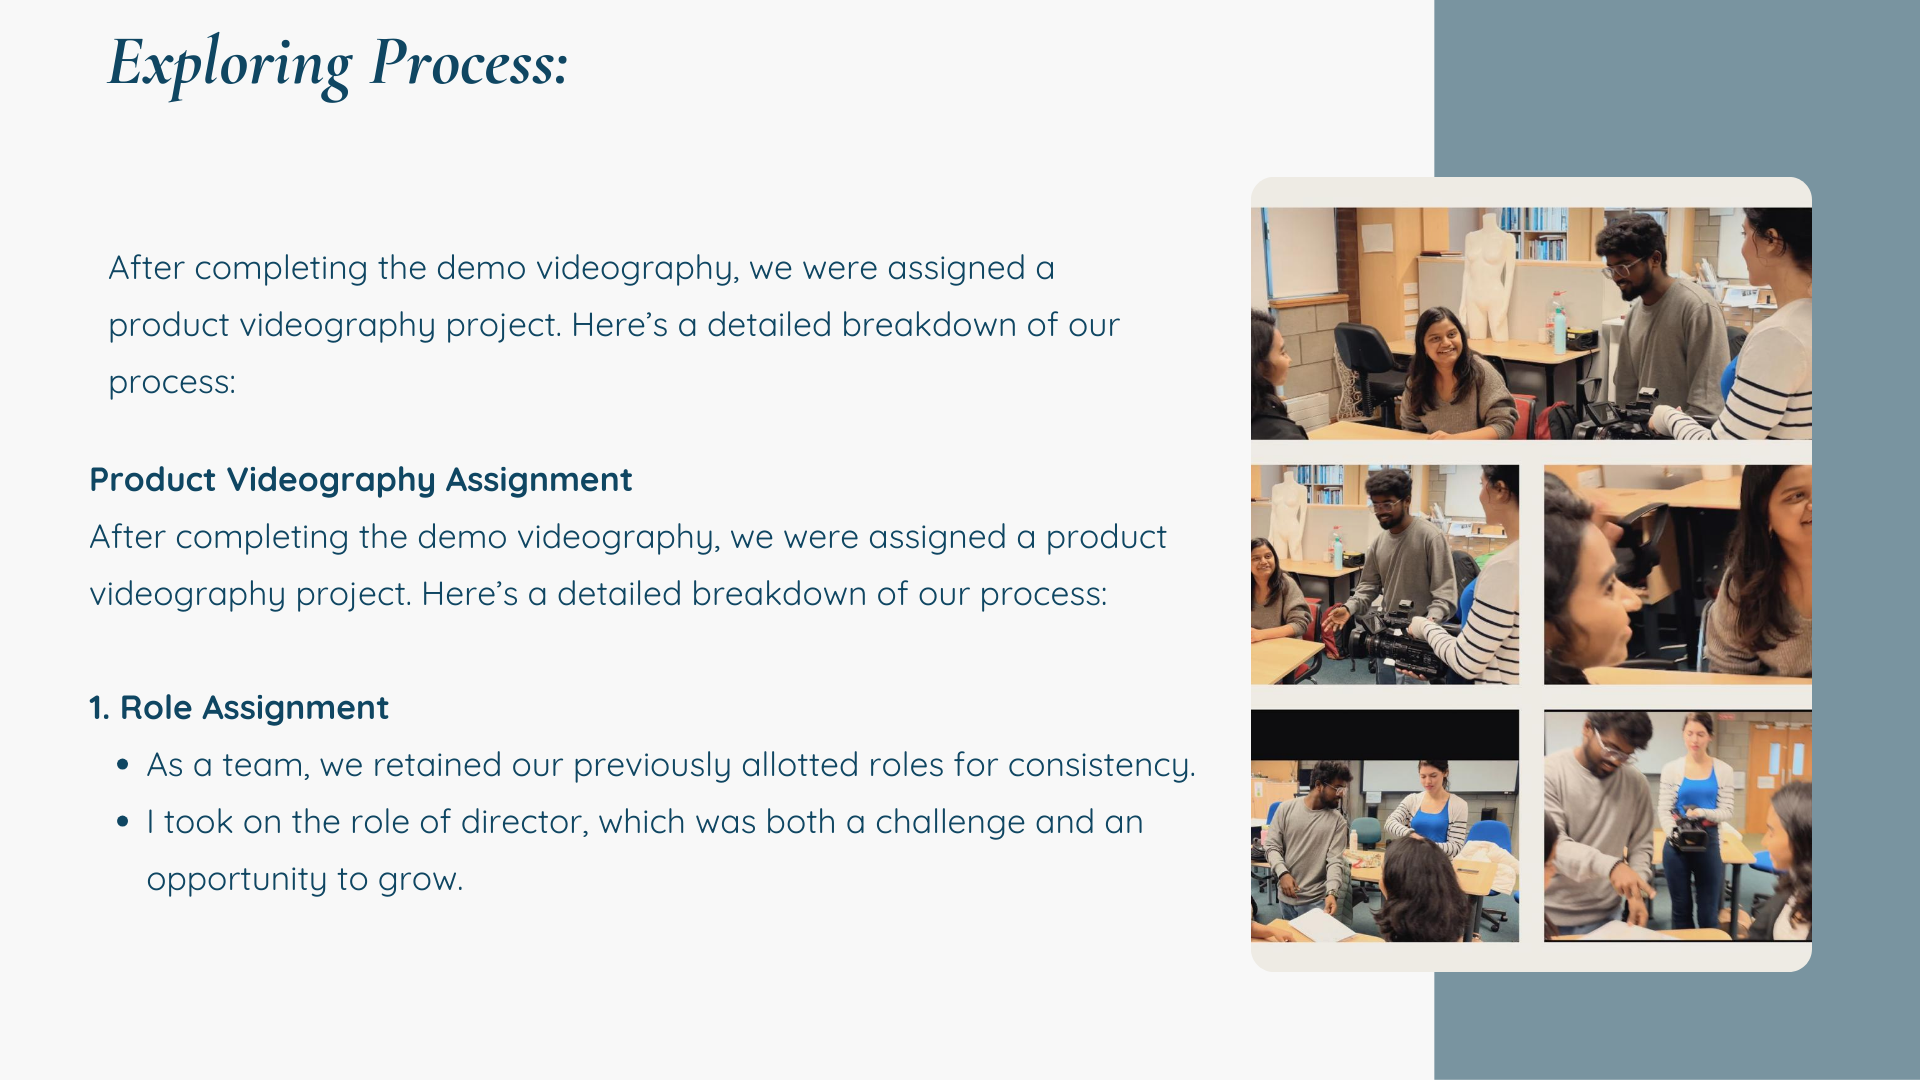 Exploring Process:
After completing the demo videography, we were assigned a
product videography project. Here’s a detailed breakdown of our
process:
Product Videography Assignment
After completing the demo videography, we were assigned a product
videography project. Here’s a detailed breakdown of our process:
1. Role Assignment
• As a team, we retained our previously allotted roles for consistency.
• I took on the role of director, which was both a challenge and an
opportunity to grow.